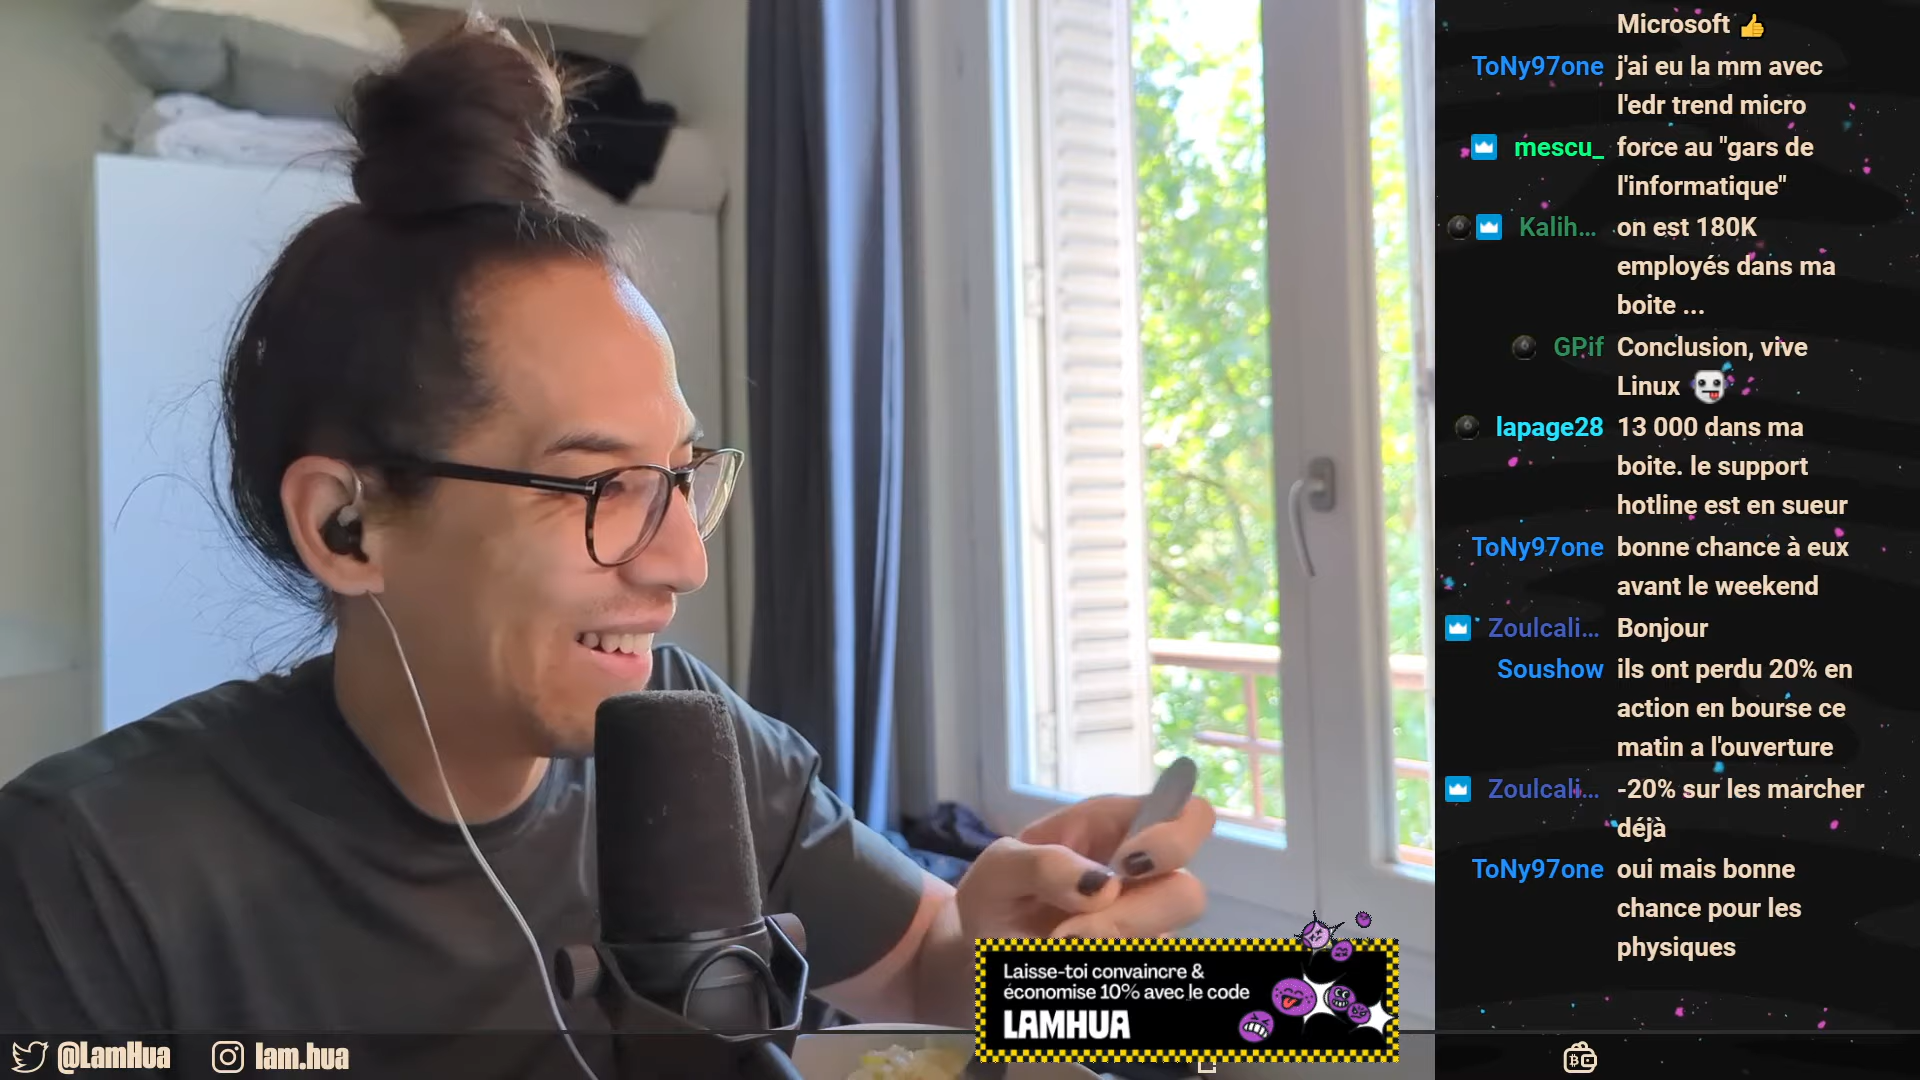 Microsoft 👍
ToNy97one j'ai eu la mm avec
l'edr trend micro
mescu_ force au "gars de
l'informatique"
Kalih... on est 180K
employés dans ma
boite ...
GPif Conclusion, vive
Linux
lapage28 13 000 dans ma
boite. le support
hotline est en sueur
ToNy97one bonne chance à eux
avant le weekend
Zoulcali... Bonjour
Soushow ils ont perdu 20% en
action en bourse ce
matin a l'ouverture
Zoulcali... -20% sur les marcher
déjà
ToNy97one oui mais bonne
chance pour les
physiques
Laisse-toi convaincre &
économise 10% avec le code
LAMHUA
@LamHua
lam.hua